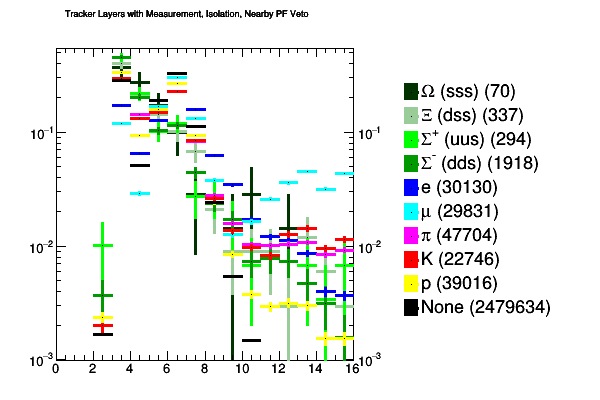 Tracker Layers with Measurement, Isolation, Nearby PF Veto
Ω (sss) (70)
Ξ (dss) (337)
Σ⁺ (uus) (294)
Σ⁻ (dds) (1918)
e (30130)
μ (29831)
π (47704)
K (22746)
p (39016)
None (2479634)
10⁻¹ 10⁻¹
10⁻² 10⁻²
10⁻³ 10⁻³
0 2 4 6 8 10 12 14 16